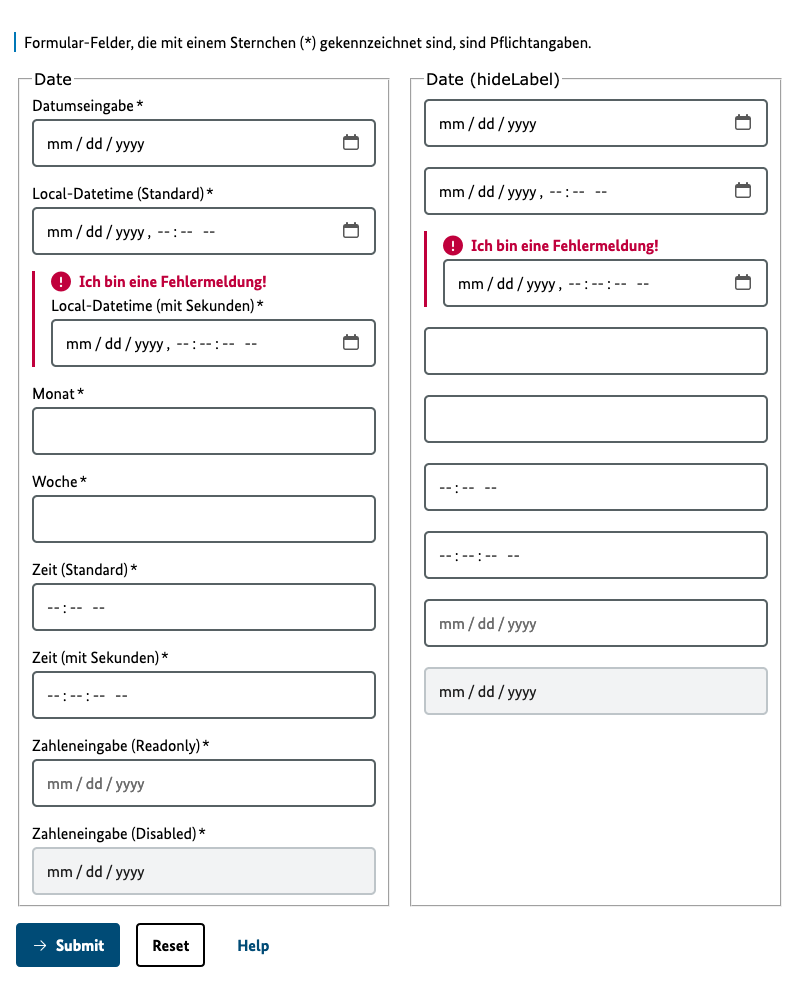 Formular-Felder, die mit einem Sternchen (*) gekennzeichnet sind, sind Pflichtangaben.
Date
Datumseingabe*
mm/dd/yyyy
Local-Datetime (Standard)*
mm/dd/yyyy, --:-- --
! Ich bin eine Fehlermeldung!
Local-Datetime (mit Sekunden)*
mm/dd/yyyy, --:--:-- --
Monat*
Woche*
Zeit (Standard)*
--:-- --
Zeit (mit Sekunden)*
--:--:-- --
Zahleneingabe (Readonly)*
mm/dd/yyyy
Zahleneingabe (Disabled)*
mm/dd/yyyy
Date (hideLabel)
mm/dd/yyyy
mm/dd/yyyy, --:-- --
! Ich bin eine Fehlermeldung!
mm/dd/yyyy, --:--:-- --
--:-- --
--:--:-- --
mm/dd/yyyy
mm/dd/yyyy
→ Submit Reset Help